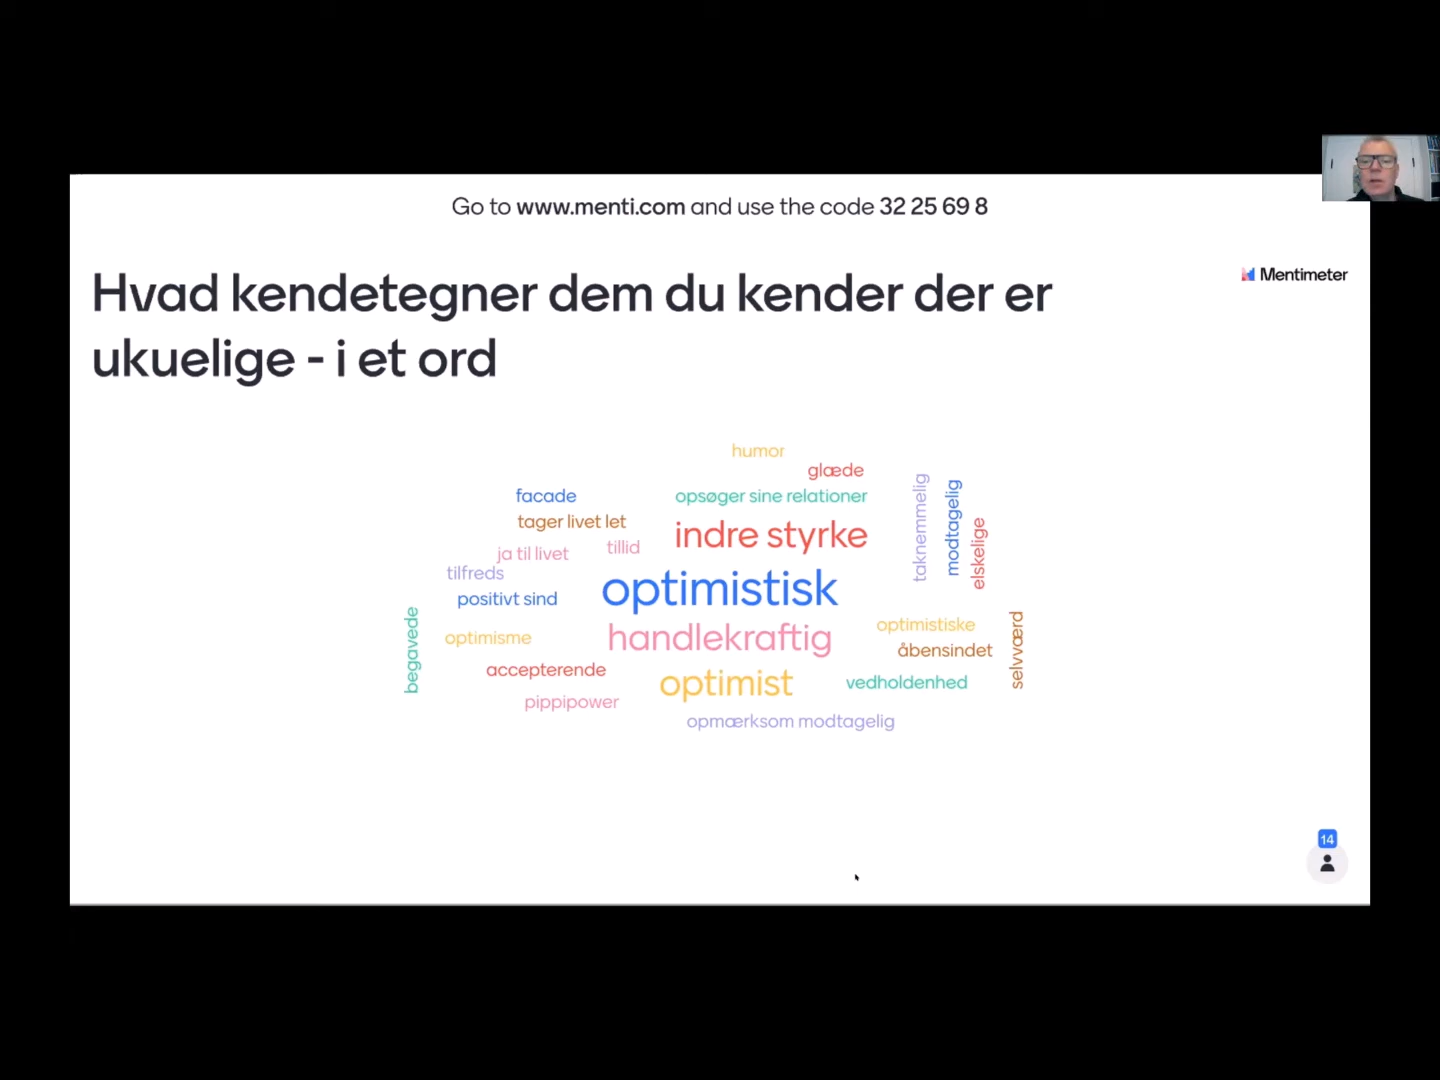 Go to www.menti.com and use the code 32 25 69 8
Mentimeter
Hvad kendetegner dem du kender der er
ukuelige - i et ord
humor
glæde
facade
opsøger sine relationer
tager livet let
indre styrke
taknemmelig
modtagelig
elskelige
ja til livet
tillid
tilfreds
optimistisk
positivt sind
begavede
optimisme
handlekraftig
optimistiske
åbensindet
selvværd
accepterende
optimist
vedholdenhed
pippipower
opmærksom modtagelig
14